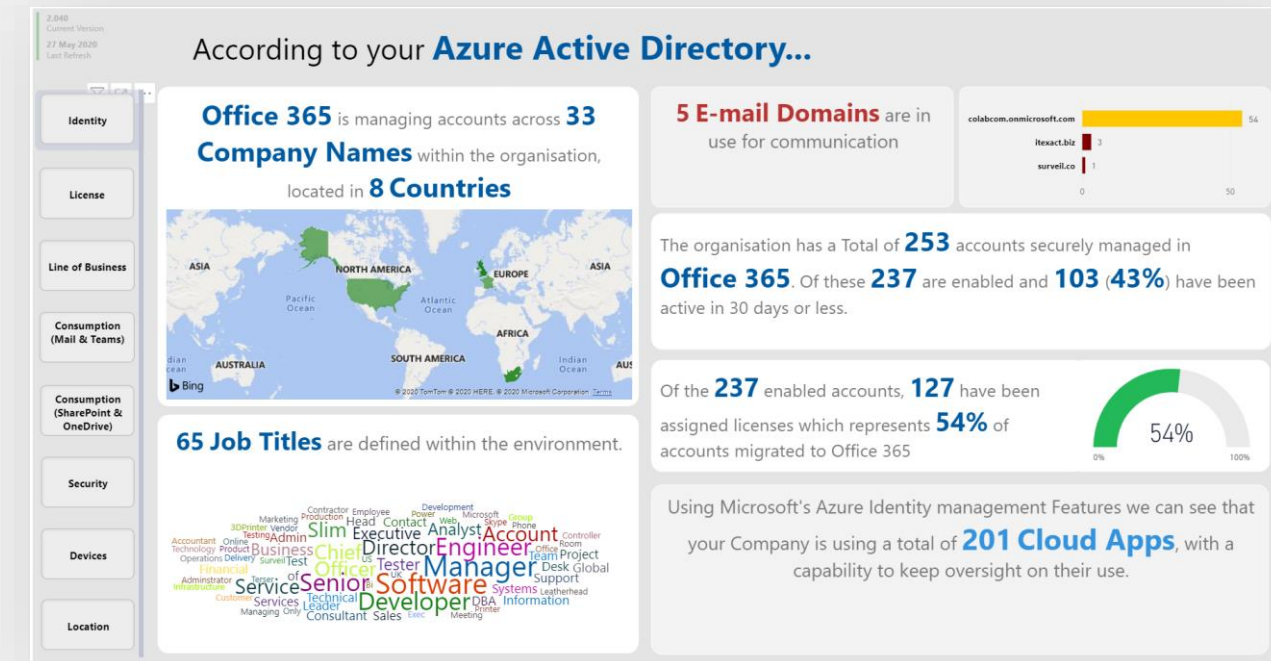 2.040
Current Version
27 May 2020
Last Refresh
According to your Azure Active Directory...
Identity
License
Line of Business
Consumption
(Mail & Teams)
Consumption
(SharePoint &
OneDrive)
Security
Devices
Location
Office 365 is managing accounts across 33
Company Names within the organisation,
located in 8 Countries
ASIA
NORTH AMERICA
EUROPE
ASIA
Pacific
Ocean
Atlantic
Ocean
AFRICA
dian
cean
AUSTRALIA
SOUTH AMERICA
Indian
Ocean
AUS
Bing
© 2020 TomTom © 2020 HERE, © 2020 Microsoft Corporation Terms
65 Job Titles are defined within the environment.
Contractor Employee Development
Marketing Production Head Contact Power Web Microsoft Skype Group Phone
3DPrinter Vendor Slim Executive Analyst Account Controller
Accountant Online Testing Admin Director Engineer Office Room
Technology Product Business Chief US Team Project
Operations Delivery Surveil Test Officer Tester Manager Desk Global
Financial of UK Support
Adminstrator Terser Service Senior Software Systems Leatherhead
Infrastructure Customer Services Technical Developer DBA Information
Managing Only Leader Printer
Consultant Sales Exec Meeting
5 E-mail Domains are in
use for communication
colabcom.onmicrosoft.com 54
itexact.biz 3
surveil.co 1
0 50
The organisation has a Total of 253 accounts securely managed in
Office 365. Of these 237 are enabled and 103 (43%) have been
active in 30 days or less.
Of the 237 enabled accounts, 127 have been
assigned licenses which represents 54% of
accounts migrated to Office 365
54%
0% 100%
Using Microsoft's Azure Identity management Features we can see that
your Company is using a total of 201 Cloud Apps, with a
capability to keep oversight on their use.